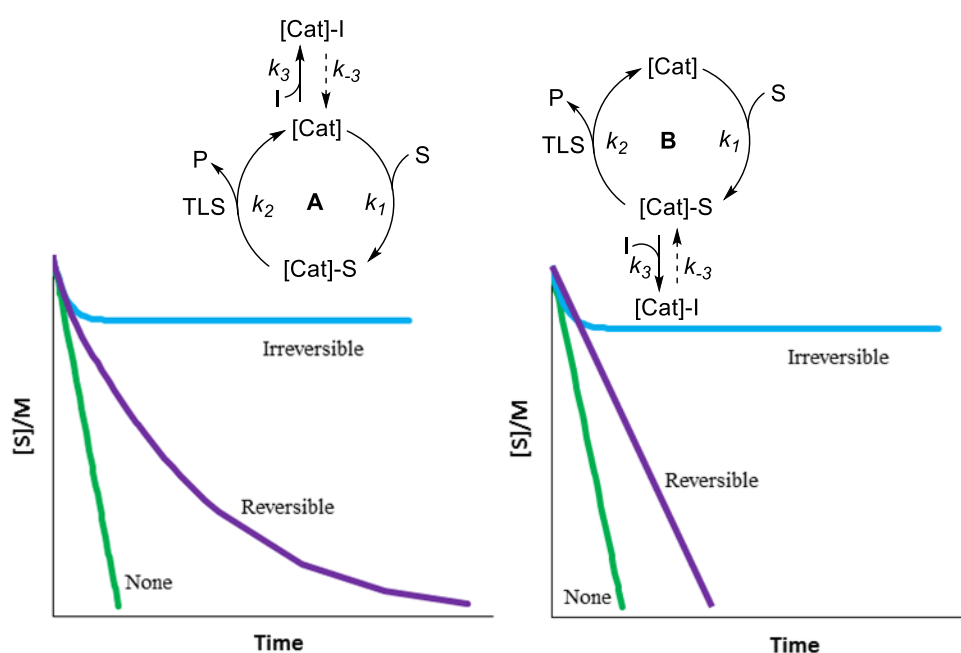 [Cat]-I
k3
k-3
I
[Cat]
P
S
TLS
k2
A
k1
[Cat]-S
Irreversible
Reversible
None
[S]/M
Time
[Cat]
P
S
TLS
k2
B
k1
[Cat]-S
I
k3
k-3
[Cat]-I
Irreversible
Reversible
None
[S]/M
Time